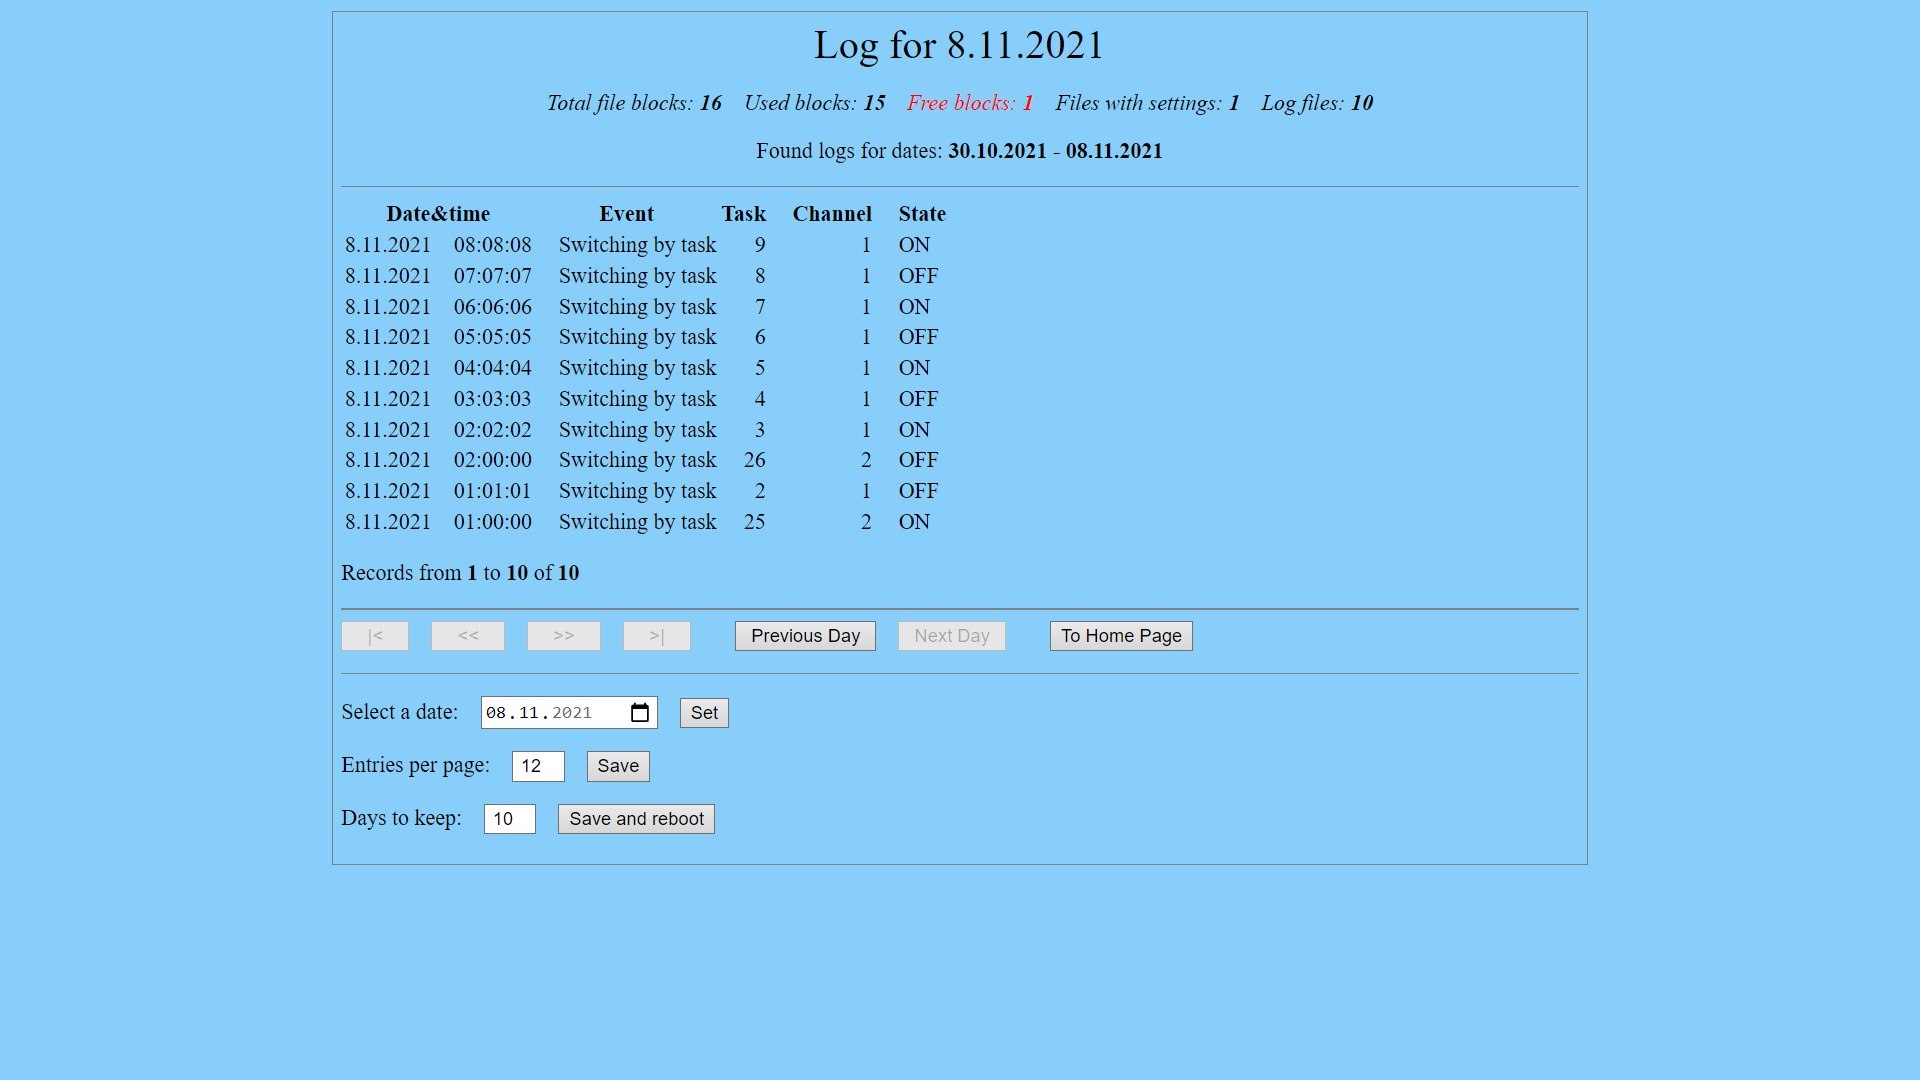 Log for 8.11.2021
Total file blocks: 16 Used blocks: 15 Free blocks: 1 Files with settings: 1 Log files: 10
Found logs for dates: 30.10.2021 - 08.11.2021
Date&time Event Task Channel State
8.11.2021 08:08:08 Switching by task 9 1 ON
8.11.2021 07:07:07 Switching by task 8 1 OFF
8.11.2021 06:06:06 Switching by task 7 1 ON
8.11.2021 05:05:05 Switching by task 6 1 OFF
8.11.2021 04:04:04 Switching by task 5 1 ON
8.11.2021 03:03:03 Switching by task 4 1 OFF
8.11.2021 02:02:02 Switching by task 3 1 ON
8.11.2021 02:00:00 Switching by task 26 2 OFF
8.11.2021 01:01:01 Switching by task 2 1 OFF
8.11.2021 01:00:00 Switching by task 25 2 ON
Records from 1 to 10 of 10
|< << >> >| Previous Day Next Day To Home Page
Select a date: 08.11.2021 Set
Entries per page: 12 Save
Days to keep: 10 Save and reboot